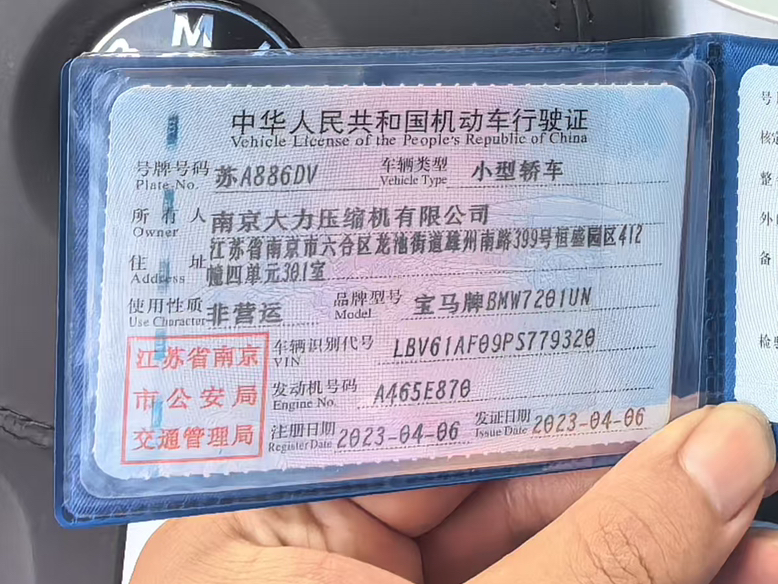 M
中华人民共和国机动车行驶证
Vehicle License of the People's Republic of China
号牌号码 苏A886DV 车辆类型 小型轿车
Plate No. Vehicle Type
所有人 南京大力压缩机有限公司
Owner
住址 江苏省南京市六合区龙池街道雄州南路399号恒盛园区412
Address 幢四单元301室
使用性质 非营运 品牌型号 宝马牌BMW7201UN
Use Character Model
江苏省南京
市公安局
交通管理局
车辆识别代号 LBV61AF09PS779320
VIN
发动机号码 A465E870
Engine No.
注册日期 2023-04-06 发证日期 2023-04-06
Register Date Issue Date
号
核定
整
外
备
检验